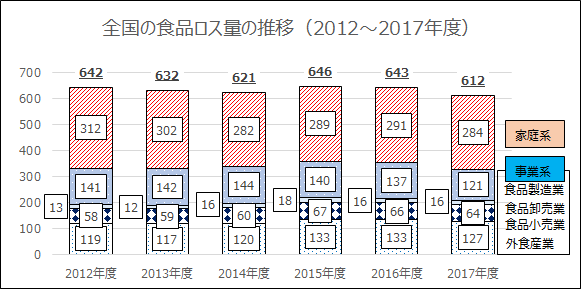 全国の食品ロス量の推移（2012～2017年度）
642 632 621 646 643 612
700
600
500
400
300
200
100
0
312 302 282 289 291 284
141 142 144 140 137 121
13 12 16 18 16 16
58 59 60 67 66 64
119 117 120 133 133 127
2012年度 2013年度 2014年度 2015年度 2016年度 2017年度
家庭系
事業系
食品製造業
食品卸売業
食品小売業
外食産業